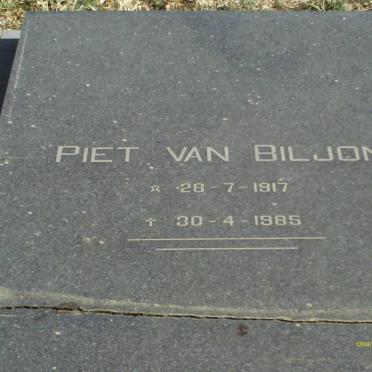 PIET VAN BILJON
☆ 28-7-1917
✝ 30-4-1985